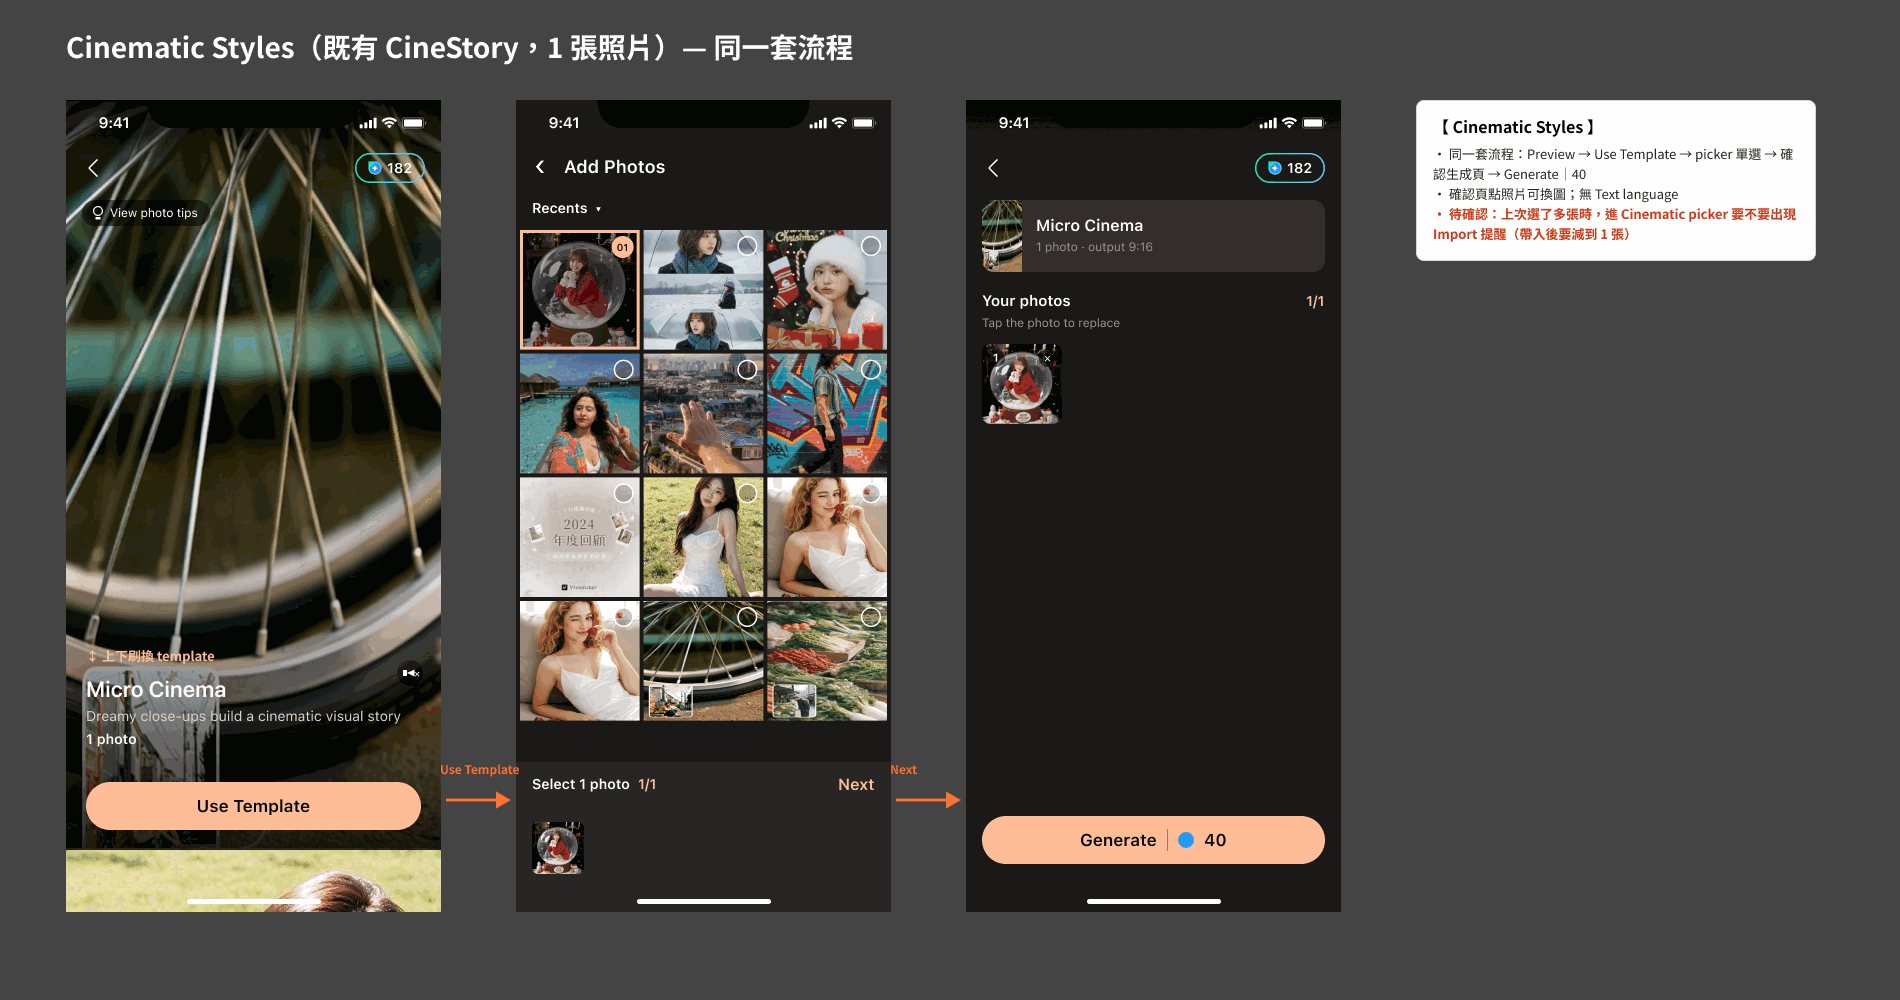 Cinematic Styles（既有 CineStory，1 張照片）— 同一套流程
9:41
182
View photo tips
↕ 上下刷換 template
Micro Cinema
Dreamy close-ups build a cinematic visual story
1 photo
Use Template
Use Template
9:41
Add Photos
Recents ▾
01
Christmas
2024
年度回顧
Select 1 photo 1/1
Next
Next
9:41
182
Micro Cinema
1 photo · output 9:16
Your photos
1/1
Tap the photo to replace
1 ×
Generate | 40
【 Cinematic Styles 】
• 同一套流程：Preview → Use Template → picker 單選 → 確
認生成頁 → Generate｜40
• 確認頁點照片可換圖；無 Text language
• 待確認：上次選了多張時，進 Cinematic picker 要不要出現
Import 提醒（帶入後要減到 1 張）